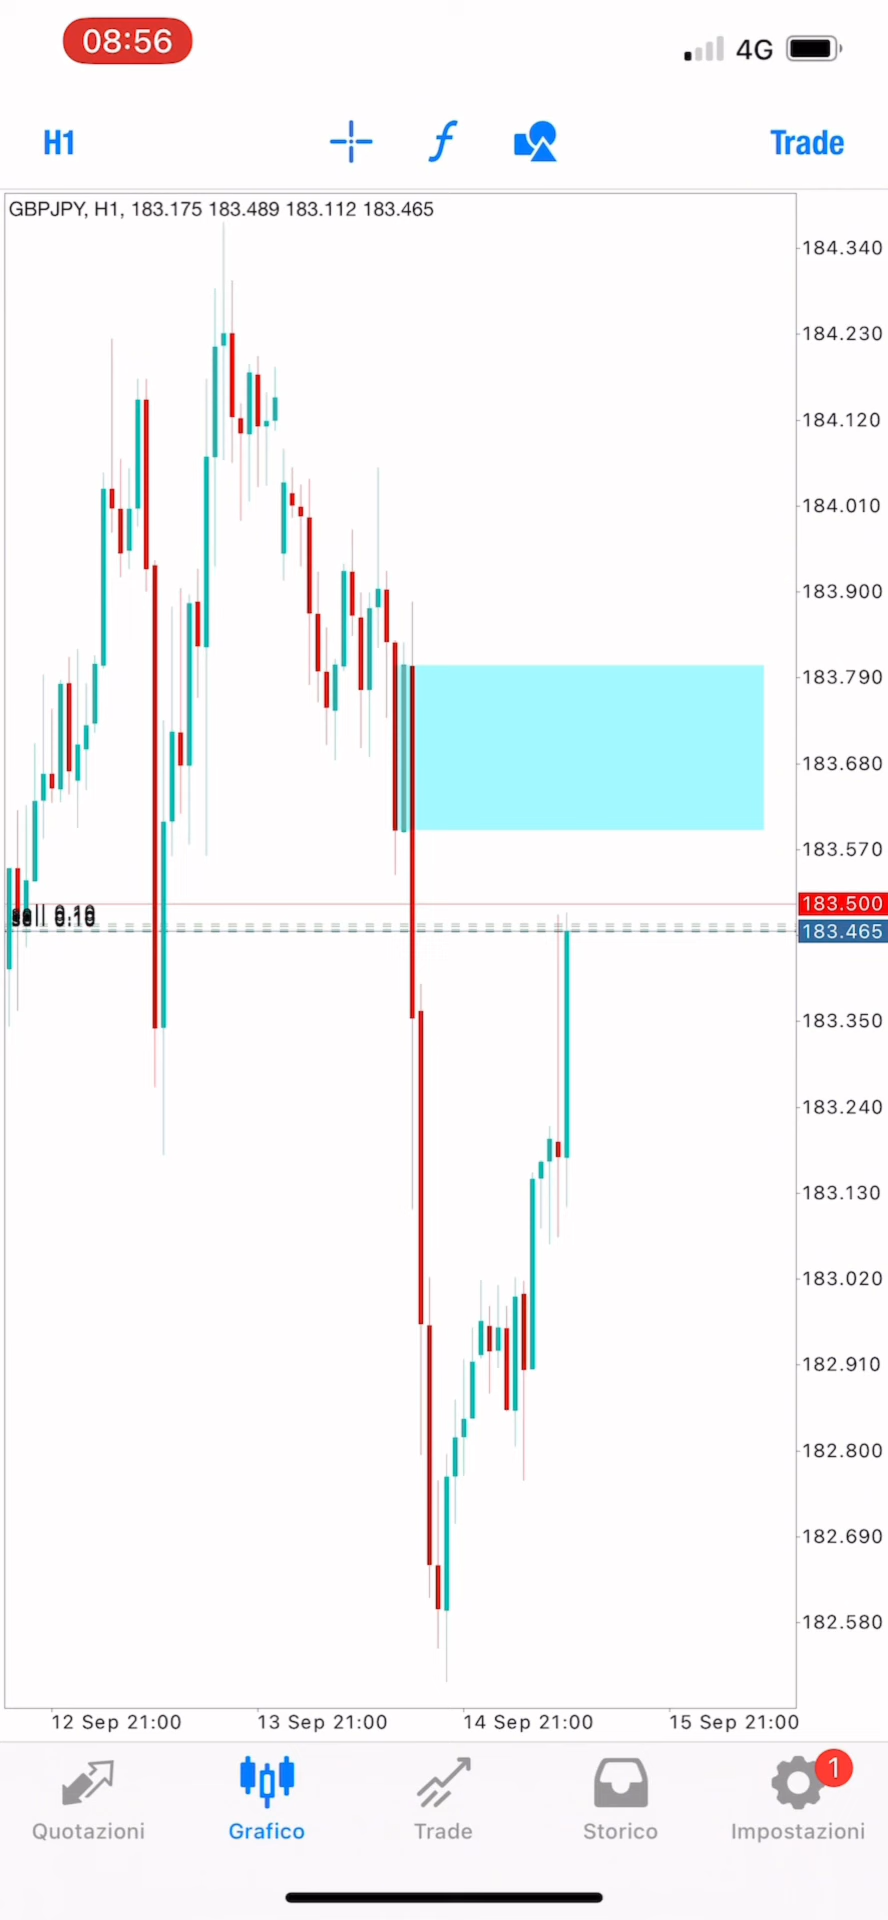 08:56
4G
H1
Trade
GBPJPY, H1, 183.175 183.489 183.112 183.465
184.340
184.230
184.120
184.010
183.900
183.790
183.680
183.570
183.500
sell 0.10
183.465
183.350
183.240
183.130
183.020
182.910
182.800
182.690
182.580
12 Sep 21:00
13 Sep 21:00
14 Sep 21:00
15 Sep 21:00
1
Quotazioni
Grafico
Trade
Storico
Impostazioni